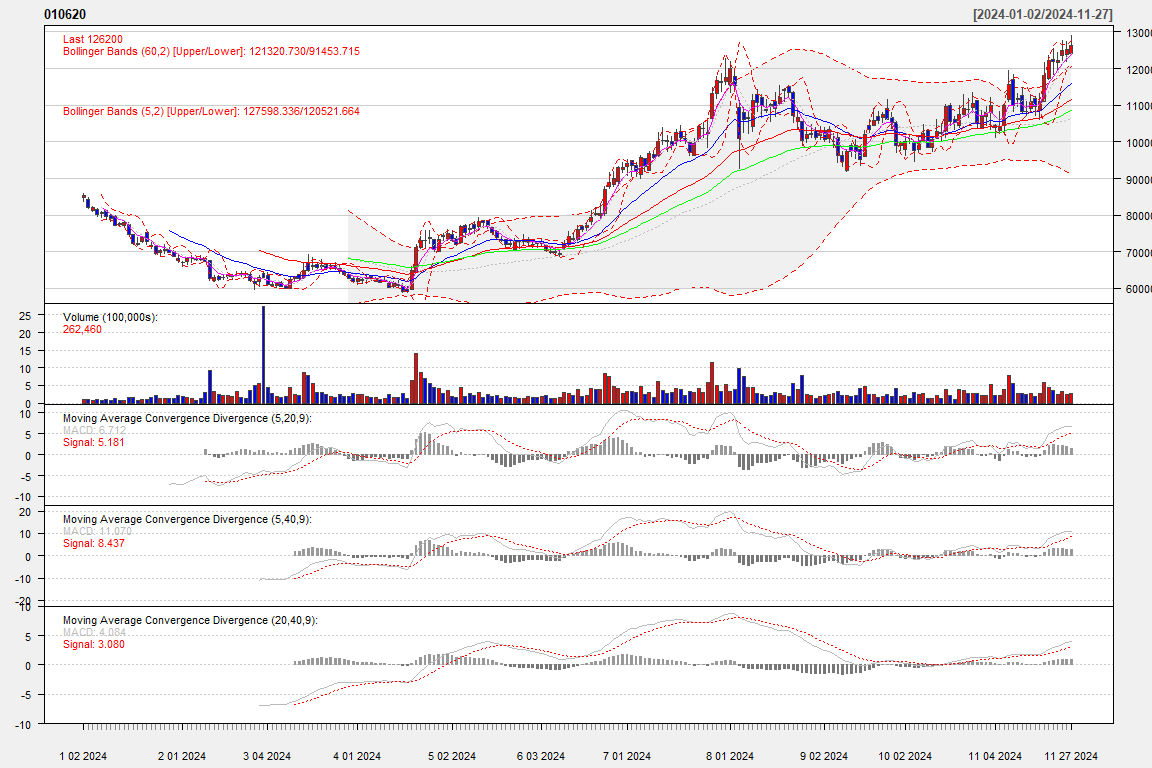 010620
[2024-01-02/2024-11-27]
Last 126200
Bollinger Bands (60,2) [Upper/Lower]: 121320.730/91453.715
Bollinger Bands (5,2) [Upper/Lower]: 127598.336/120521.664
13000
12000
11000
10000
90000
80000
70000
60000
Volume (100,000s):
262,460
25
20
15
10
5
0
Moving Average Convergence Divergence (5,20,9):
MACD: 6.712
Signal: 5.181
10
5
0
-5
-10
Moving Average Convergence Divergence (5,40,9):
MACD: 11.070
Signal: 8.437
20
10
0
-10
-20
Moving Average Convergence Divergence (20,40,9):
MACD: 4.084
Signal: 3.080
10
5
0
-5
-10
1 02 2024
2 01 2024
3 04 2024
4 01 2024
5 02 2024
6 03 2024
7 01 2024
8 01 2024
9 02 2024
10 02 2024
11 04 2024
11 27 2024